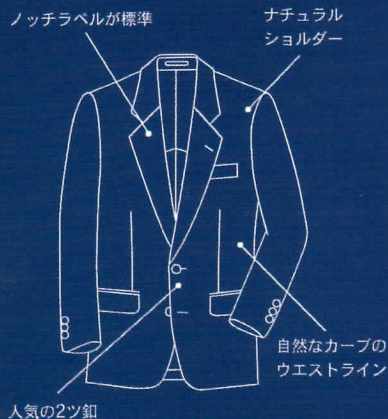 ノッチラペルが標準
ナチュラル
ショルダー
自然なカーブの
ウエストライン
人気の2ツ釦